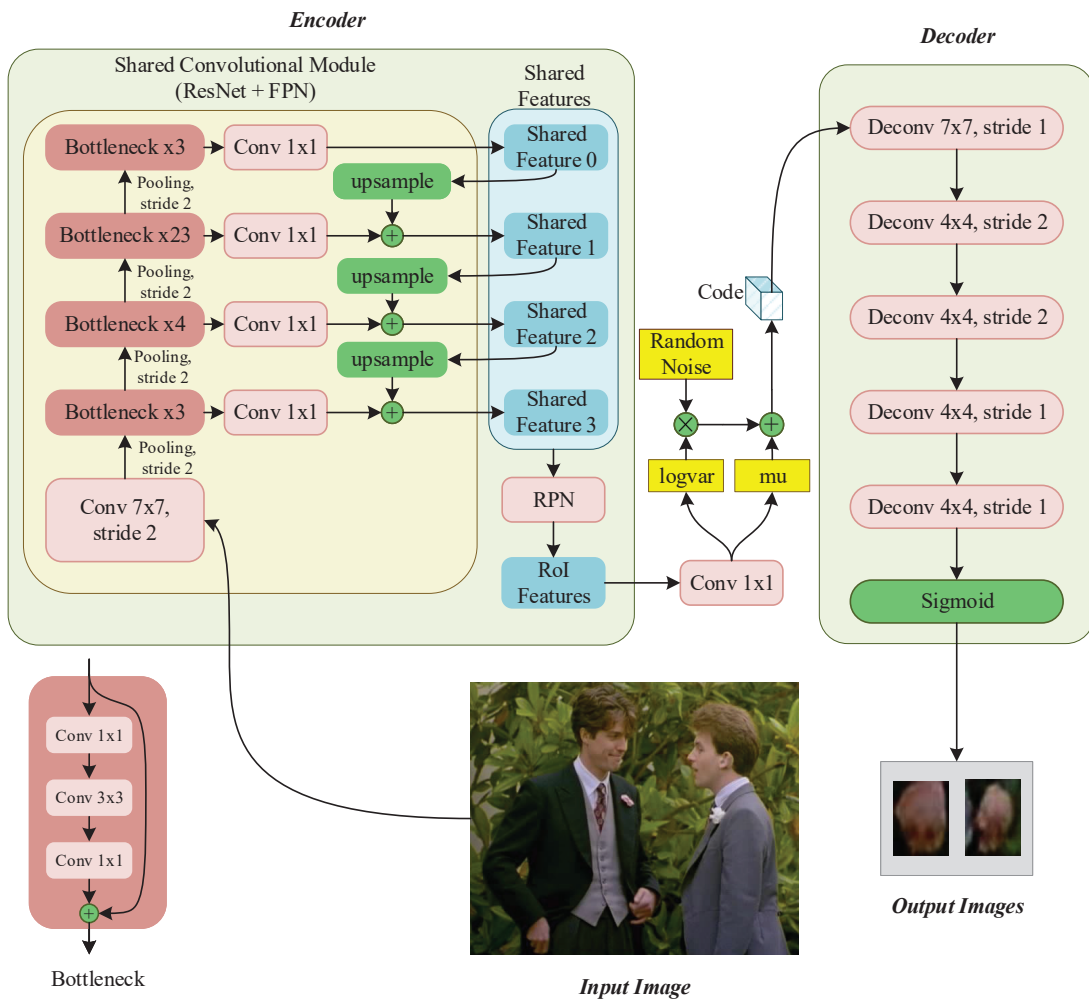 Encoder
Shared Convolutional Module
(ResNet + FPN)
Shared
Features
Bottleneck x3
Conv 1x1
Shared
Feature 0
upsample
Pooling,
stride 2
Bottleneck x23
Conv 1x1
+
Shared
Feature 1
upsample
Pooling,
stride 2
Bottleneck x4
Conv 1x1
+
Shared
Feature 2
upsample
Pooling,
stride 2
Bottleneck x3
Conv 1x1
+
Shared
Feature 3
Pooling,
stride 2
Conv 7x7,
stride 2
RPN
RoI
Features
Conv 1x1
logvar
mu
Random
Noise
×
+
Code
Decoder
Deconv 7x7, stride 1
Deconv 4x4, stride 2
Deconv 4x4, stride 2
Deconv 4x4, stride 1
Deconv 4x4, stride 1
Sigmoid
Output Images
Conv 1x1
Conv 3x3
Conv 1x1
+
Bottleneck
Input Image